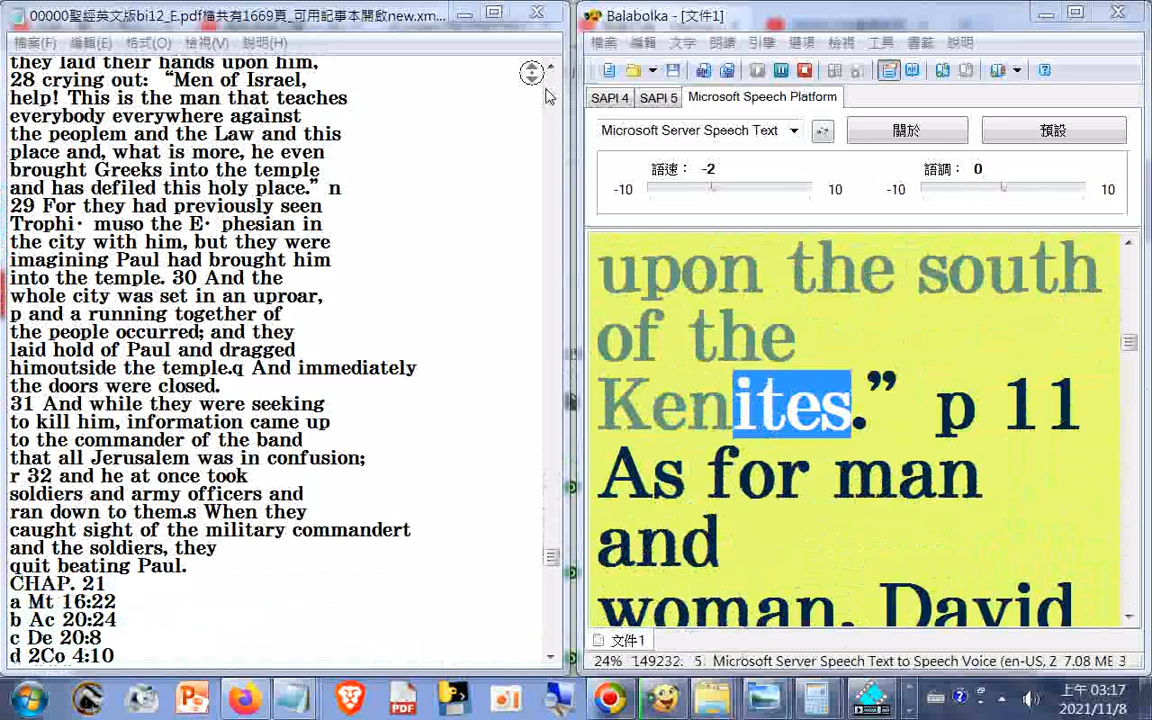 00000聖經英文版bi12_E.pdf檔共有1669頁_可用記事本開啟new.xm...
檔案(F) 編輯(E) 格式(O) 檢視(V) 說明(H)
they laid their hands upon him,
28 crying out: “Men of Israel,
help! This is the man that teaches
everybody everywhere against
the peoplem and the Law and this
place and, what is more, he even
brought Greeks into the temple
and has defiled this holy place.” n
29 For they had previously seen
Trophi· muso the E· phesian in
the city with him, but they were
imagining Paul had brought him
into the temple. 30 And the
whole city was set in an uproar,
p and a running together of
the people occurred; and they
laid hold of Paul and dragged
himoutside the temple.q And immediately
the doors were closed.
31 And while they were seeking
to kill him, information came up
to the commander of the band
that all Jerusalem was in confusion;
r 32 and he at once took
soldiers and army officers and
ran down to them.s When they
caught sight of the military commandert
and the soldiers, they
quit beating Paul.
CHAP. 21
a Mt 16:22
b Ac 20:24
c De 20:8
d 2Co 4:10
Balabolka - [文件1]
檔案 編輯 文字 朗讀 引擎 選項 檢視 工具 書籤 說明
SAPI 4 SAPI 5 Microsoft Speech Platform
Microsoft Server Speech Text 關於 預設
語速： -2 語調： 0
-10 10 -10 10
upon the south
of the
Kenites.” p 11
As for man
and
woman, David
文件1
24% 149232: 5 Microsoft Server Speech Text to Speech Voice (en-US, 2 7.08 MB 3
PDF
上午 03:17
2021/11/8